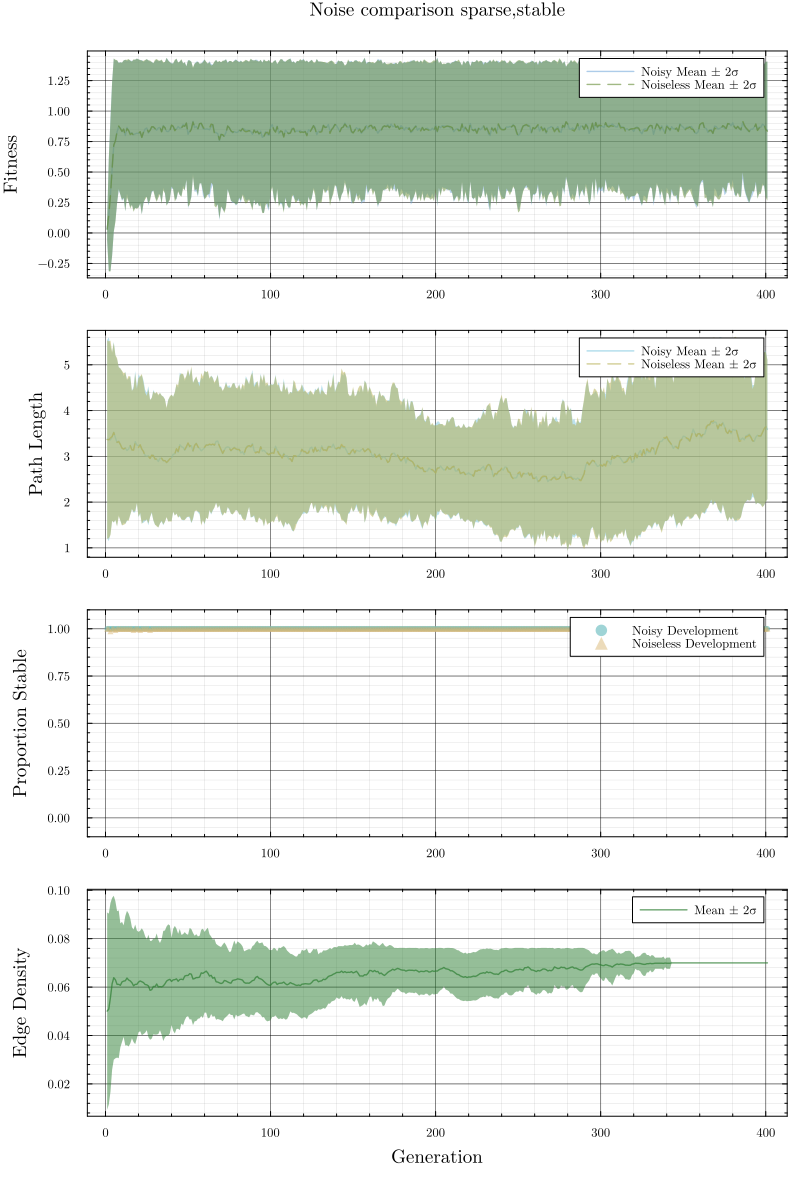 Noise comparison sparse,stable
Noisy Mean ± 2σ
Noiseless Mean ± 2σ
Fitness
1.25
1.00
0.75
0.50
0.25
0.00
−0.25
0 100 200 300 400
Noisy Mean ± 2σ
Noiseless Mean ± 2σ
Path Length
5
4
3
2
1
0 100 200 300 400
Noisy Development
Noiseless Development
Proportion Stable
1.00
0.75
0.50
0.25
0.00
0 100 200 300 400
Mean ± 2σ
Edge Density
0.10
0.08
0.06
0.04
0.02
0 100 200 300 400
Generation